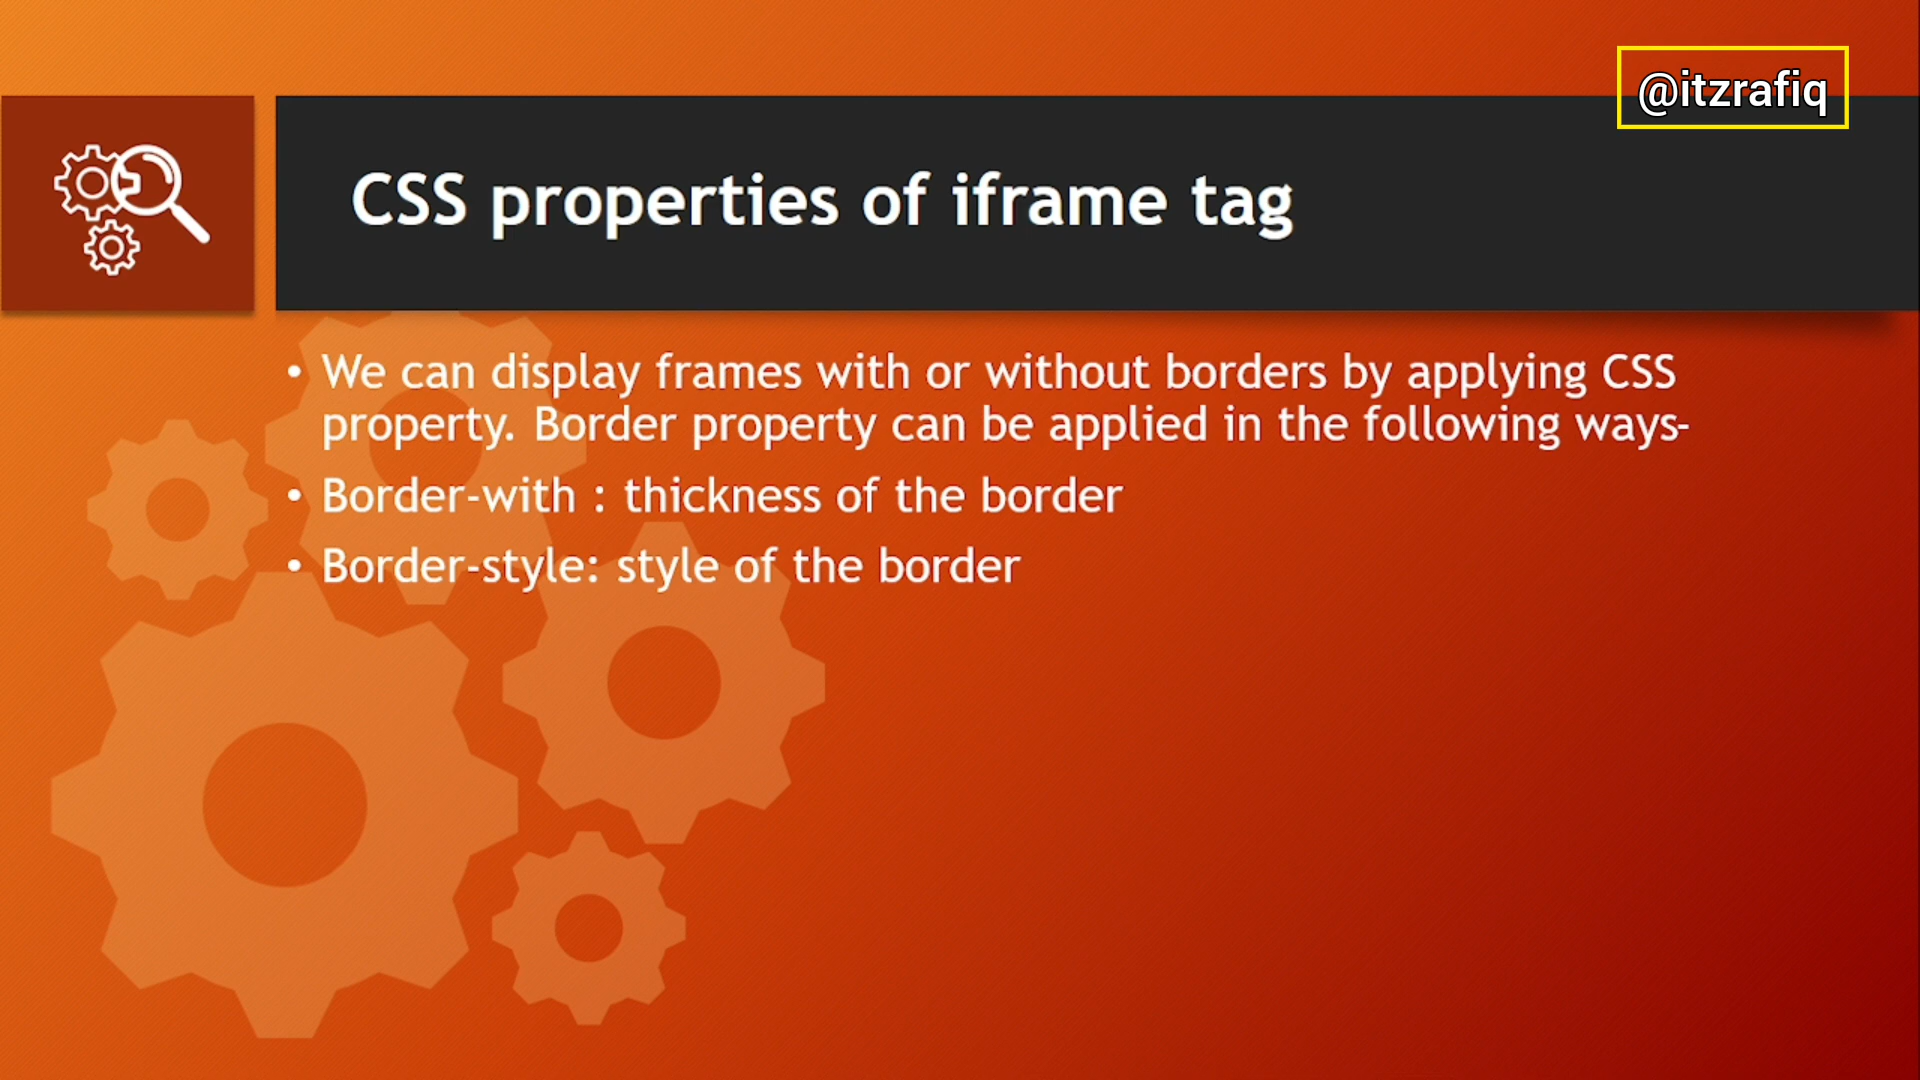 @itzrafiq
CSS properties of iframe tag
• We can display frames with or without borders by applying CSS
property. Border property can be applied in the following ways-
• Border-with : thickness of the border
• Border-style: style of the border